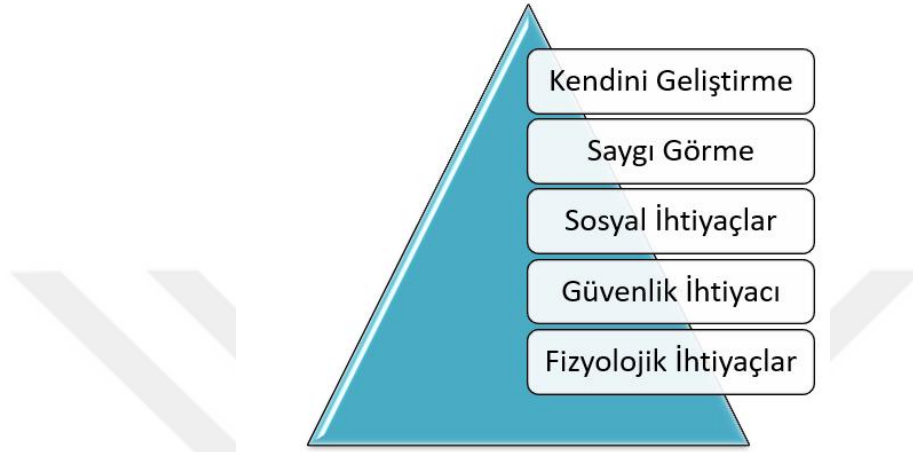 Kendini Geliştirme
Saygı Görme
Sosyal İhtiyaçlar
Güvenlik İhtiyacı
Fizyolojik İhtiyaçlar